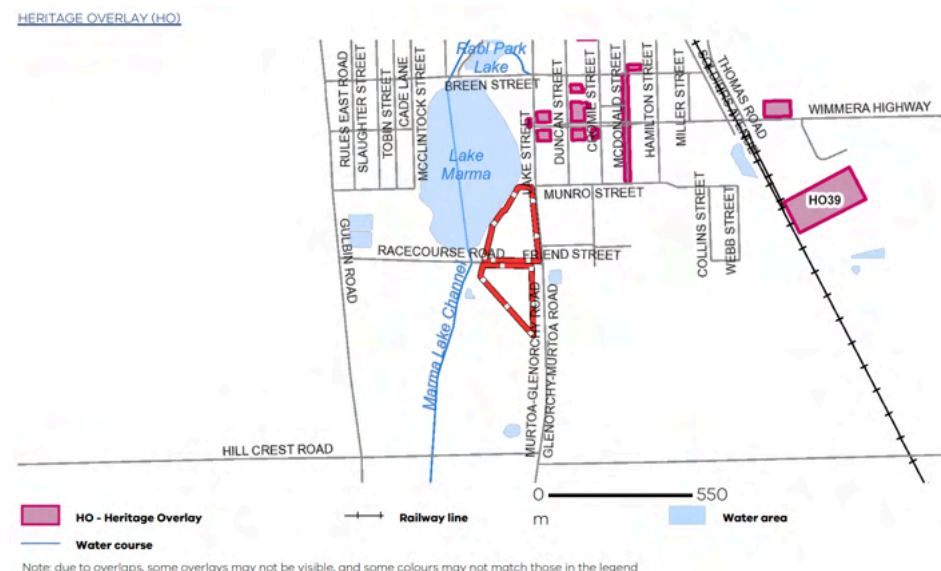 HERITAGE OVERLAY (HO)
Rabl Park
Lake
BREEN STREET
RULES EAST ROAD
SLAUGHTER STREET
TOBIN STREET
CADE LANE
MCCLINTOCK STREET
Lake
Marma
LAKE STREET
DUNCAN STREET
MCDONALD STREET
HAMILTON STREET
MILLER STREET
SOLDIERS AVENUE
THOMAS ROAD
WIMMERA HIGHWAY
MUNRO STREET
HO39
GULBIN ROAD
RACECOURSE ROAD
FRIEND STREET
COLLINS STREET
WEBB STREET
Marma Lake Channel
MURTOA-GLENORCHY ROAD
GLENORCHY-MURTOA ROAD
HILL CREST ROAD
0 550
m
HO - Heritage Overlay
Railway line
Water area
Water course
Note: due to overlaps, some overlays may not be visible, and some colours may not match those in the legend